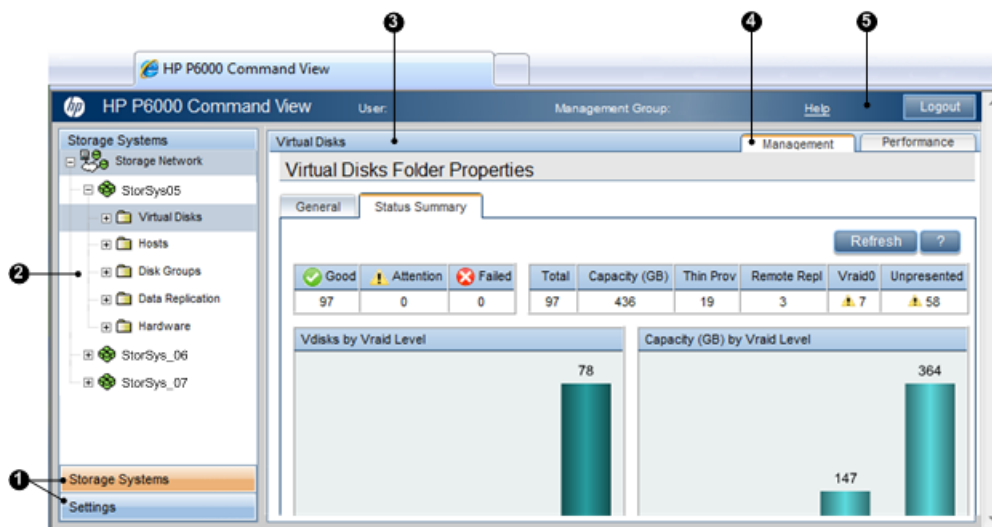 3 4 5
HP P6000 Command View
hp HP P6000 Command View User: Management Group: Help Logout
Storage Systems
Storage Network
StorSys05
Virtual Disks
Hosts
2 Disk Groups
Data Replication
Hardware
StorSys_06
StorSys_07
1 Storage Systems
Settings
Virtual Disks Management Performance
Virtual Disks Folder Properties
General Status Summary
Refresh ?
Good Attention Failed Total Capacity (GB) Thin Prov Remote Repl Vraid0 Unpresented
97 0 0 97 436 19 3 7 58
Vdisks by Vraid Level Capacity (GB) by Vraid Level
78 364
147